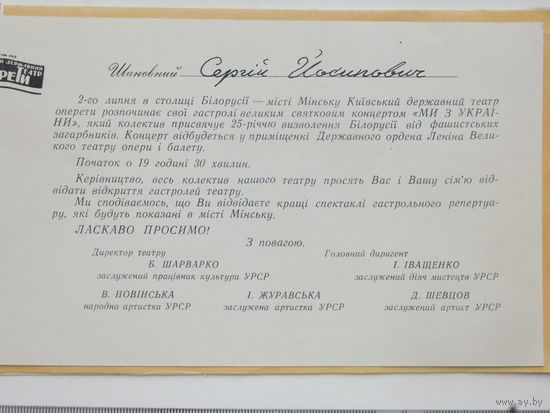 ДЕРЖАВНИЙ
ТЕАТР
Шановний Сергій Йосипович
2-го липня в столиці Білорусії — місті Мінську Київський державний театр
оперети розпочинає свої гастролі великим святковим концертом «МИ З УКРАЇ-
НИ», який колектив присвячує 25-річчю визволення Білорусії від фашистських
загарбників. Концерт відбудеться у приміщенні Державного ордена Леніна Вели-
кого театру опери і балету.
Початок о 19 годині 30 хвилин.
Керівництво, весь колектив нашого театру просять Вас і Вашу сім'ю від-
відати відкриття гастролей театру.
Ми сподіваємось, що Ви відвідаєте кращі спектаклі гастрольного репертуа-
ру, які будуть показані в місті Мінську.
ЛАСКАВО ПРОСИМО!
З повагою.
Директор театру Головний диригент
Б. ШАРВАРКО І. ІВАЩЕНКО
заслужений працівник культури УРСР заслужений діяч мистецтв УРСР
В. НОВІНСЬКА І. ЖУРАВСЬКА Д. ШЕВЦОВ
народна артистка УРСР заслужена артистка УРСР заслужений артист УРСР
www.ay.by